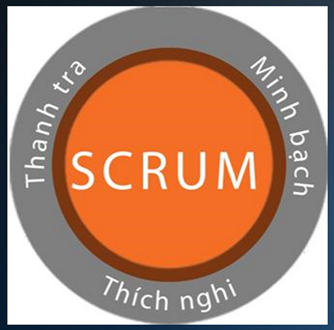 Thanh tra
Minh bạch
SCRUM
Thích nghi